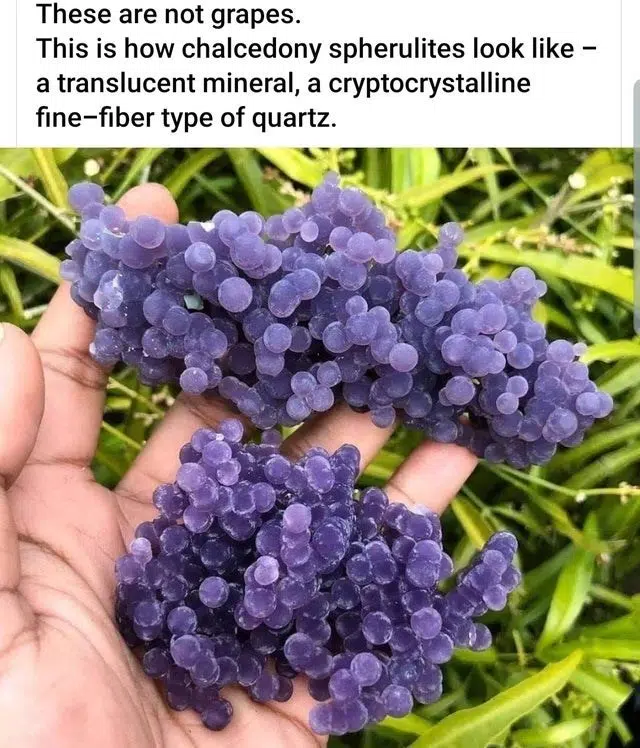 These are not grapes.
This is how chalcedony spherulites look like –
a translucent mineral, a cryptocrystalline
fine–fiber type of quartz.